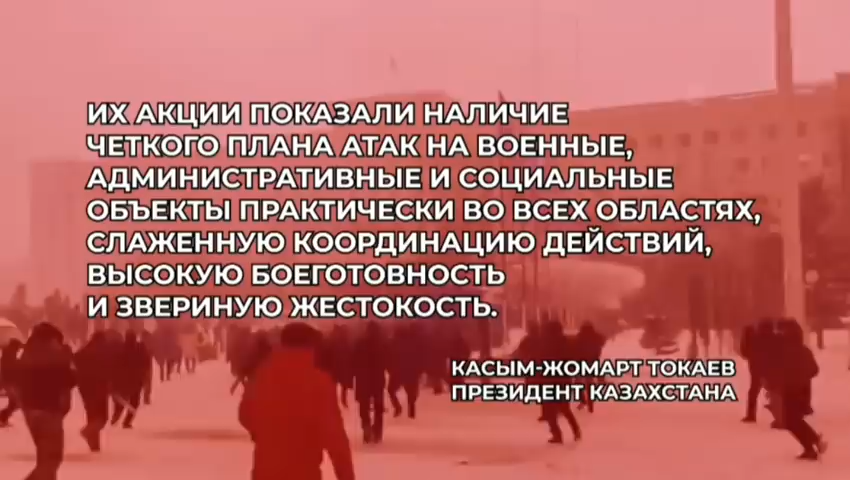 ИХ АКЦИИ ПОКАЗАЛИ НАЛИЧИЕ
ЧЕТКОГО ПЛАНА АТАК НА ВОЕННЫЕ,
АДМИНИСТРАТИВНЫЕ И СОЦИАЛЬНЫЕ
ОБЪЕКТЫ ПРАКТИЧЕСКИ ВО ВСЕХ ОБЛАСТЯХ,
СЛАЖЕННУЮ КООРДИНАЦИЮ ДЕЙСТВИЙ,
ВЫСОКУЮ БОЕГОТОВНОСТЬ
И ЗВЕРИНУЮ ЖЕСТОКОСТЬ.
КАСЫМ-ЖОМАРТ ТОКАЕВ
ПРЕЗИДЕНТ КАЗАХСТАНА